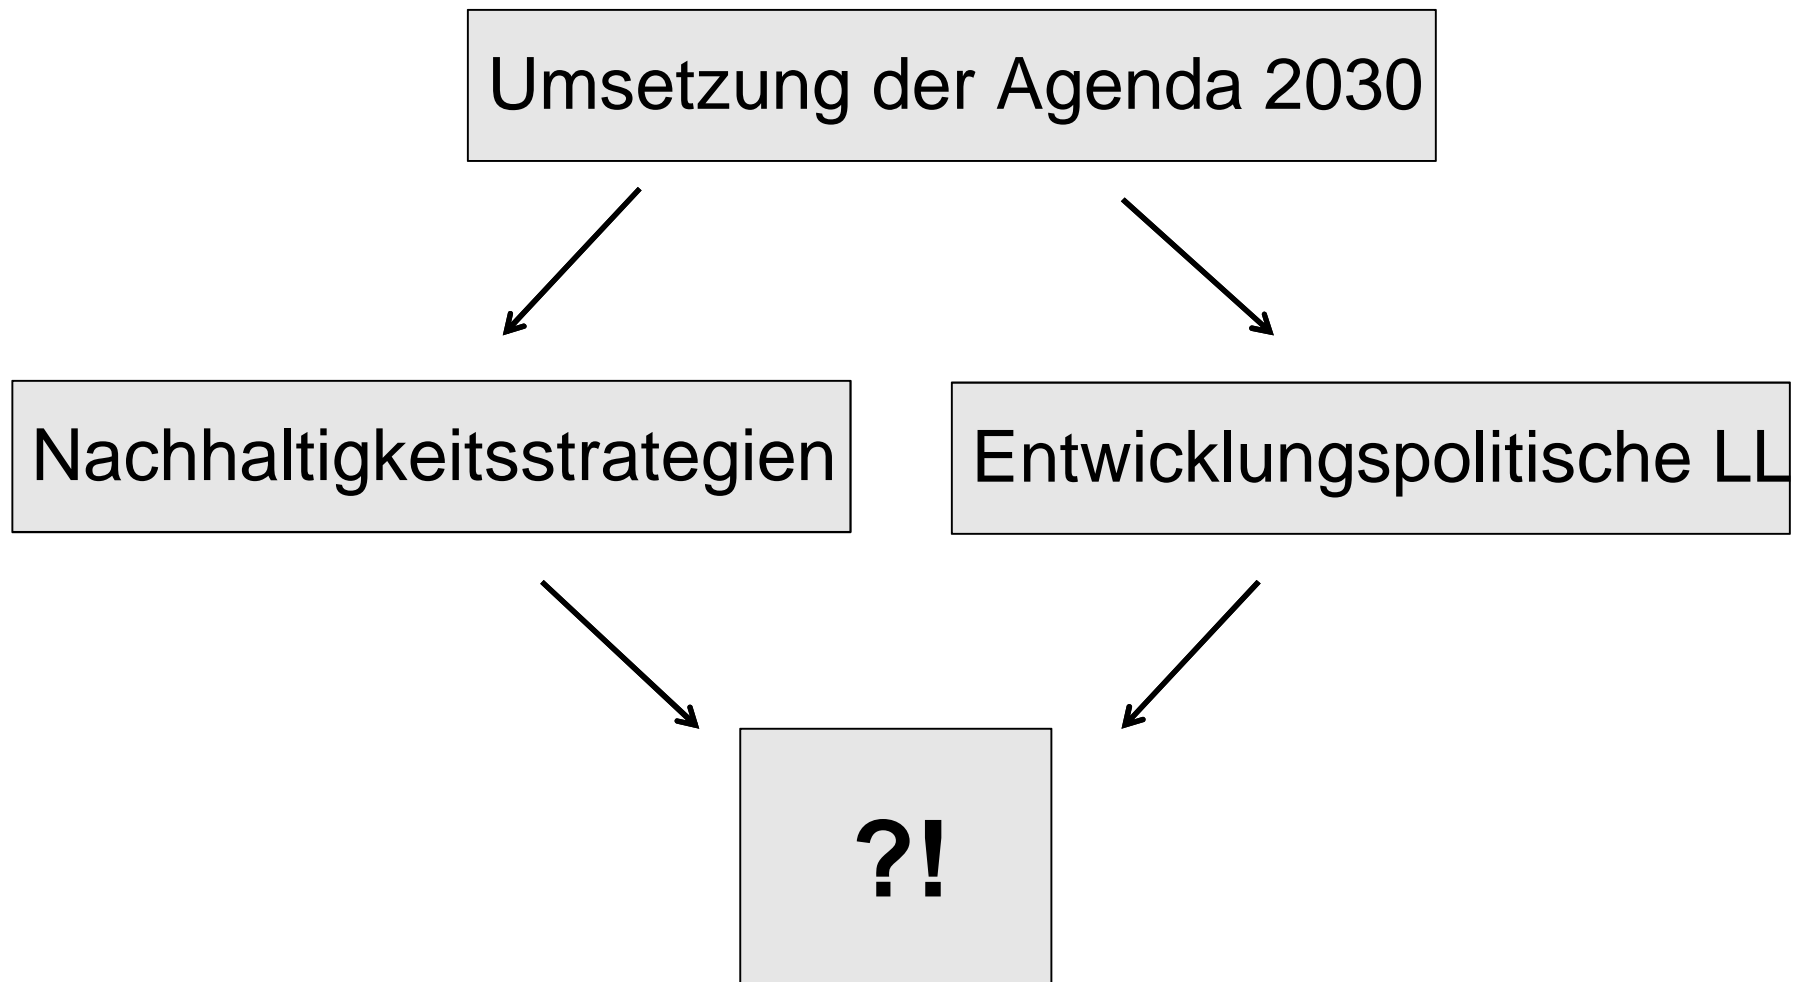 Umsetzung der Agenda 2030
Nachhaltigkeitsstrategien
Entwicklungspolitische LL
?!